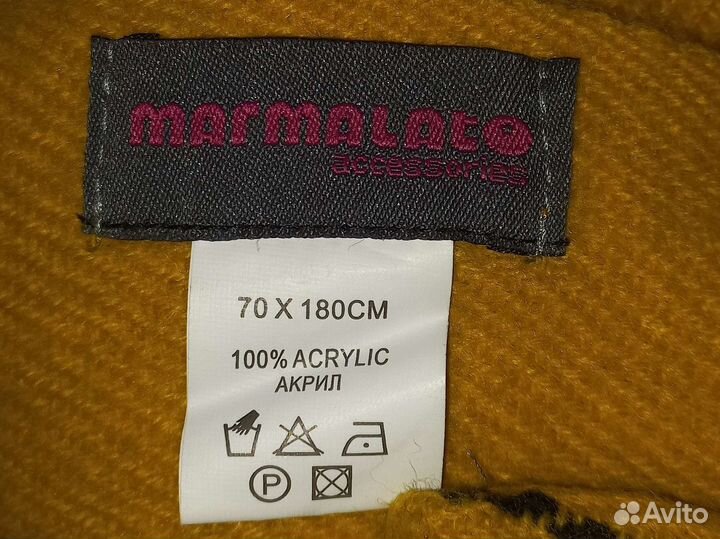 marmalato
accessories
70 X 180CM
100% ACRYLIC
АКРИЛ
P
Avito